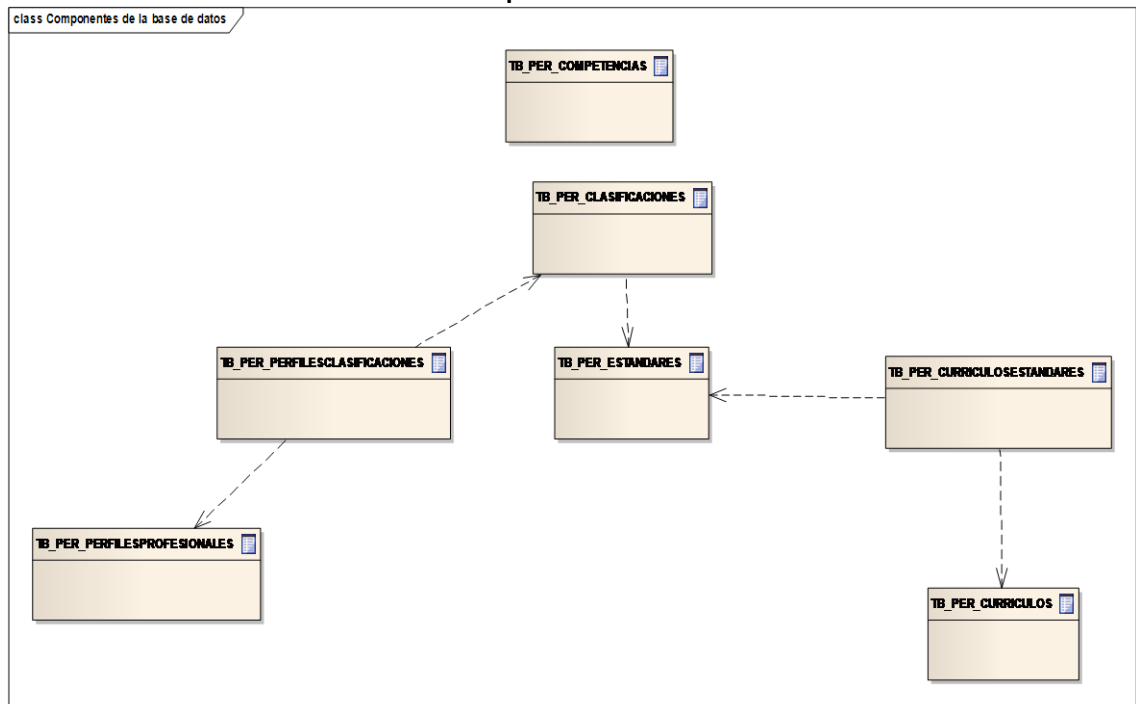 class Componentes de la base de datos
TB_PER_COMPETENCIAS
TB_PER_CLASIFICACIONES
TB_PER_PERFILESCLASIFICACIONES
TB_PER_ESTANDARES
TB_PER_CURRICULOSESTANDARES
TB_PER_PERFILESPROFESIONALES
TB_PER_CURRICULOS